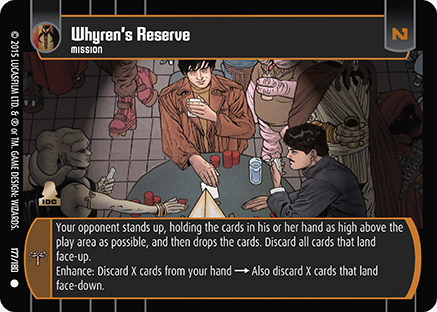 Whyren's Reserve
N
MISSION
© 2015 LUCASFILM LTD. & ® or TM. GAME DESIGN: WIZARDS.
IDC
177/180
Your opponent stands up, holding the cards in his or her hand as high above the
play area as possible, and then drops the cards. Discard all cards that land
face-up.
Enhance: Discard X cards from your hand → Also discard X cards that land
face-down.